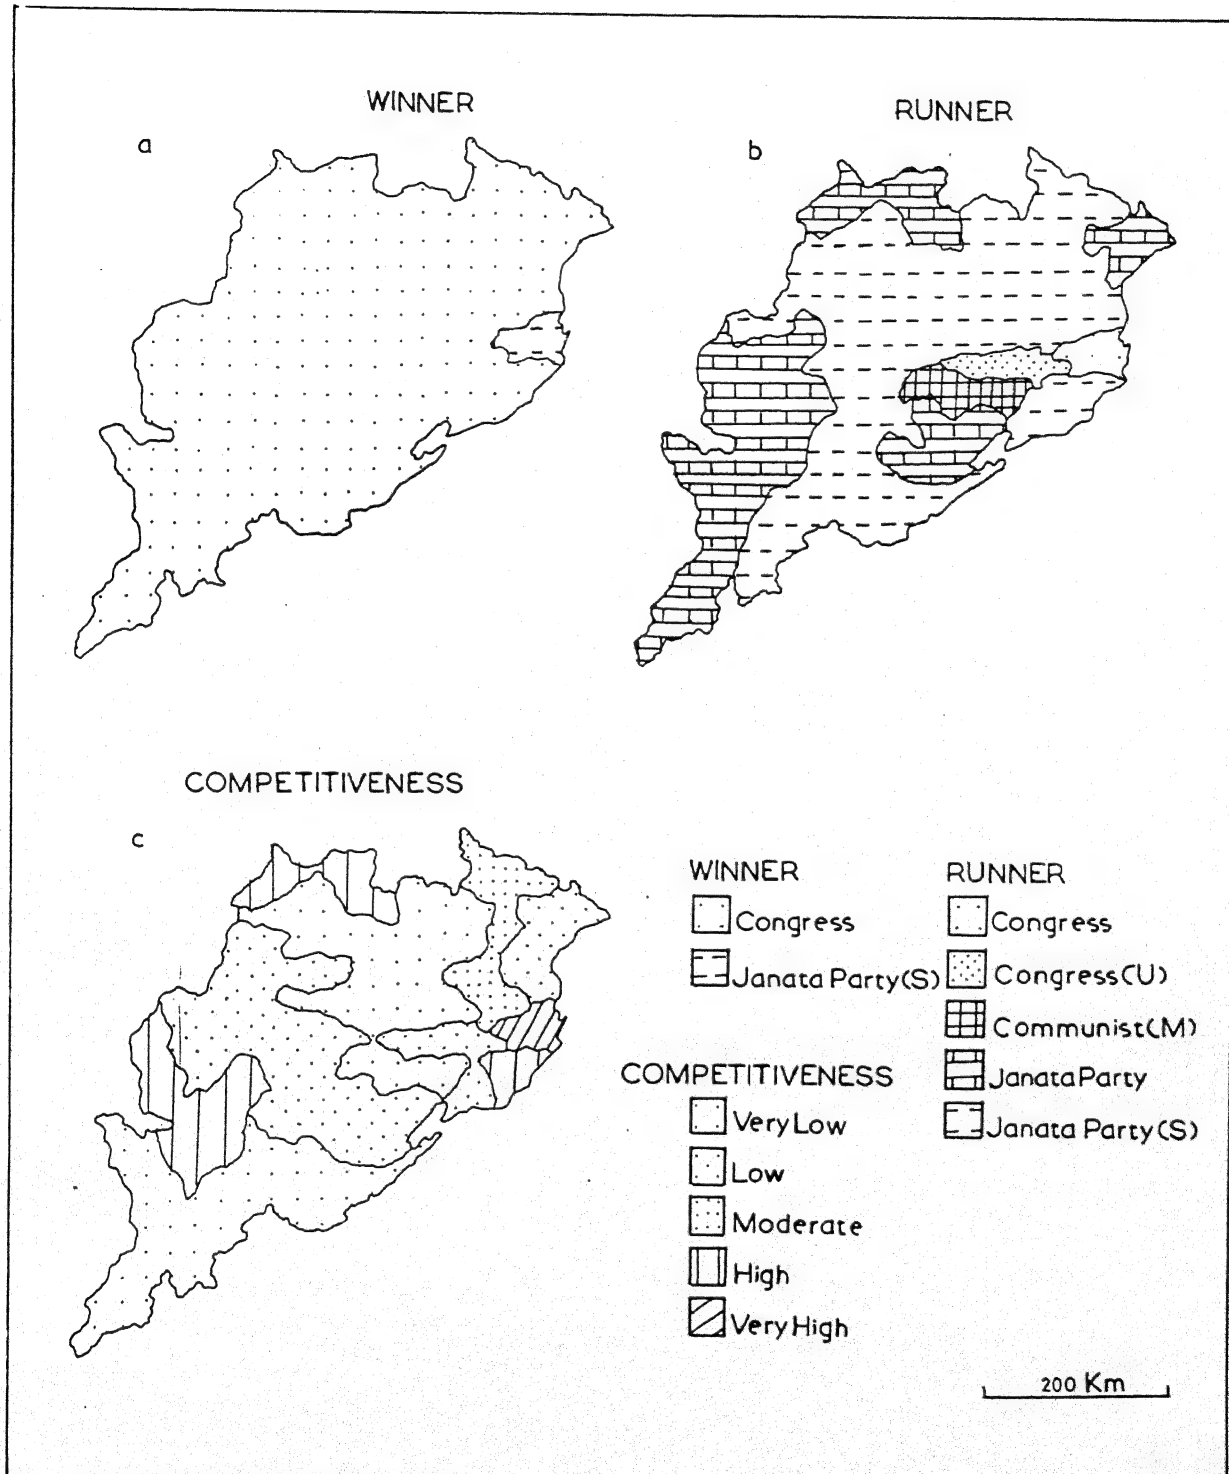 WINNER
a
RUNNER
b
COMPETITIVENESS
c
WINNER
Congress
Janata Party(S)
RUNNER
Congress
Congress(U)
Communist(M)
Janata Party
Janata Party(S)
COMPETITIVENESS
Very Low
Low
Moderate
High
Very High
200 Km